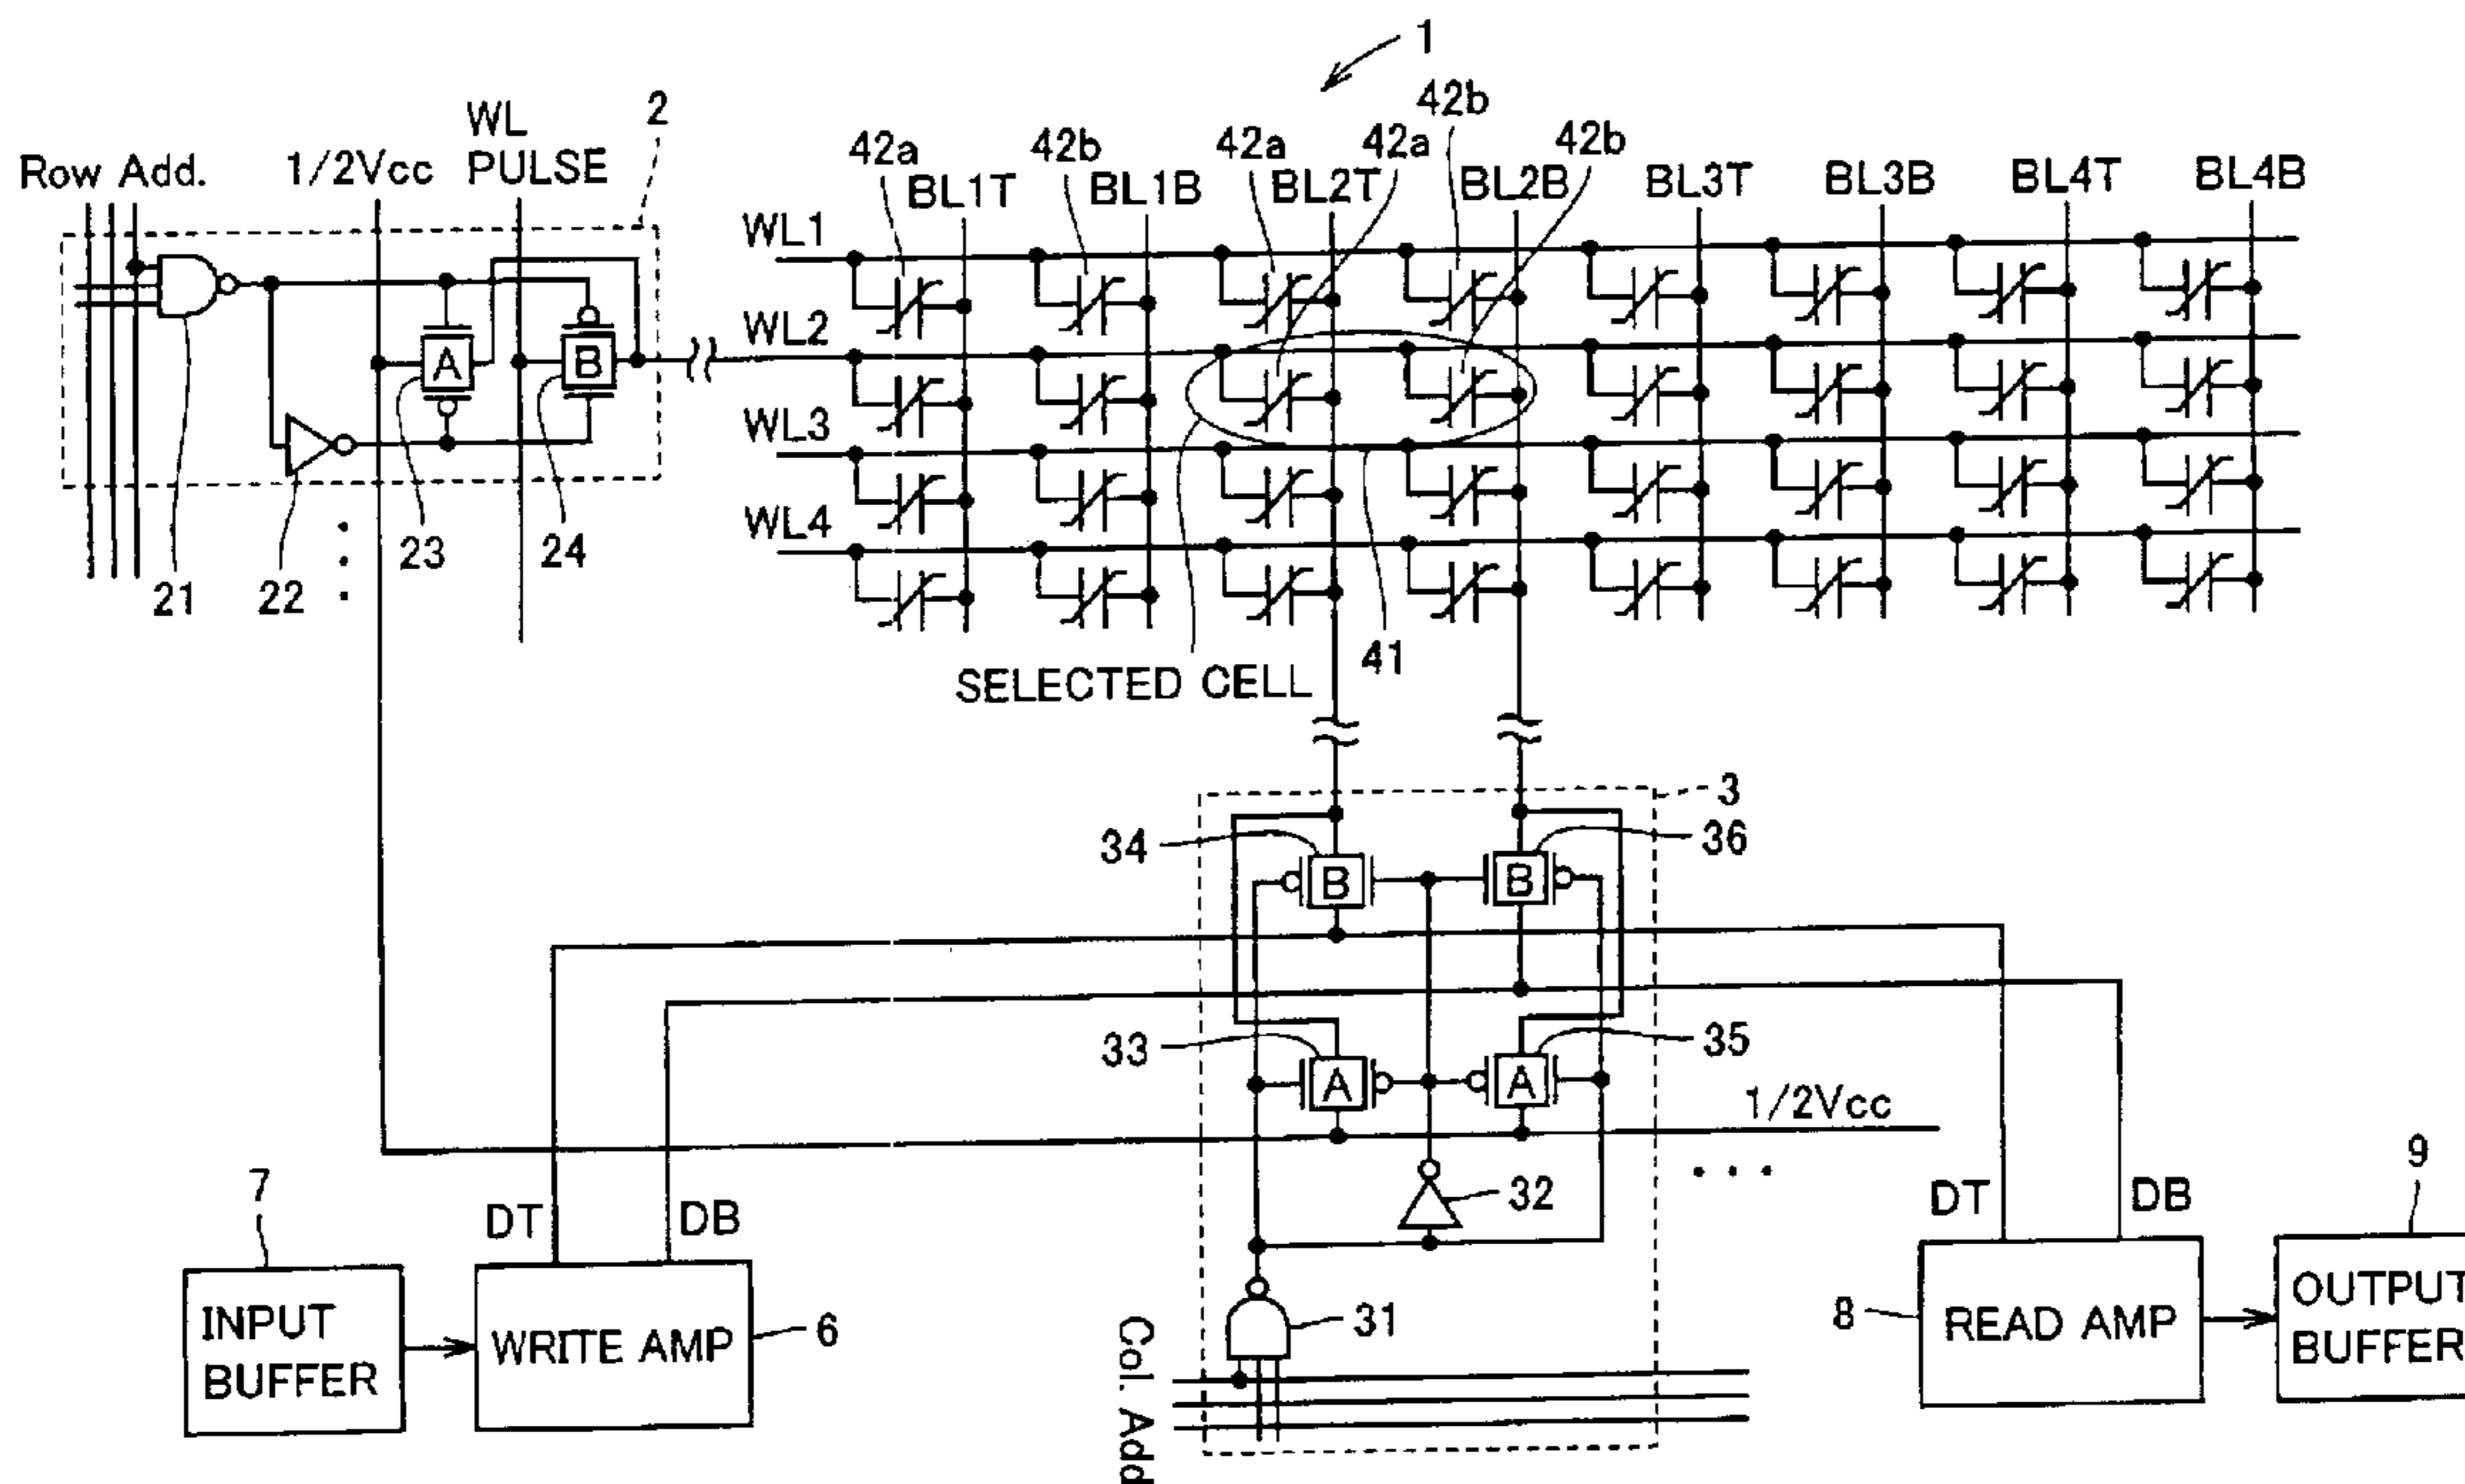 1
42b
WL
PULSE
2
Row Add.
1/2Vcc
42a
42b
42a
42a
42b
BL1T
BL1B
BL2T
BL2B
BL3T
BL3B
BL4T
BL4B
WL1
WL2
WL3
WL4
A
B
21
22
23
24
SELECTED CELL
41
3
34
36
B
B
33
35
A
A
1/2Vcc
32
7
DT
DB
DT
DB
9
INPUT
BUFFER
WRITE AMP
6
31
8
READ AMP
OUTPUT
BUFFER
Col. Add